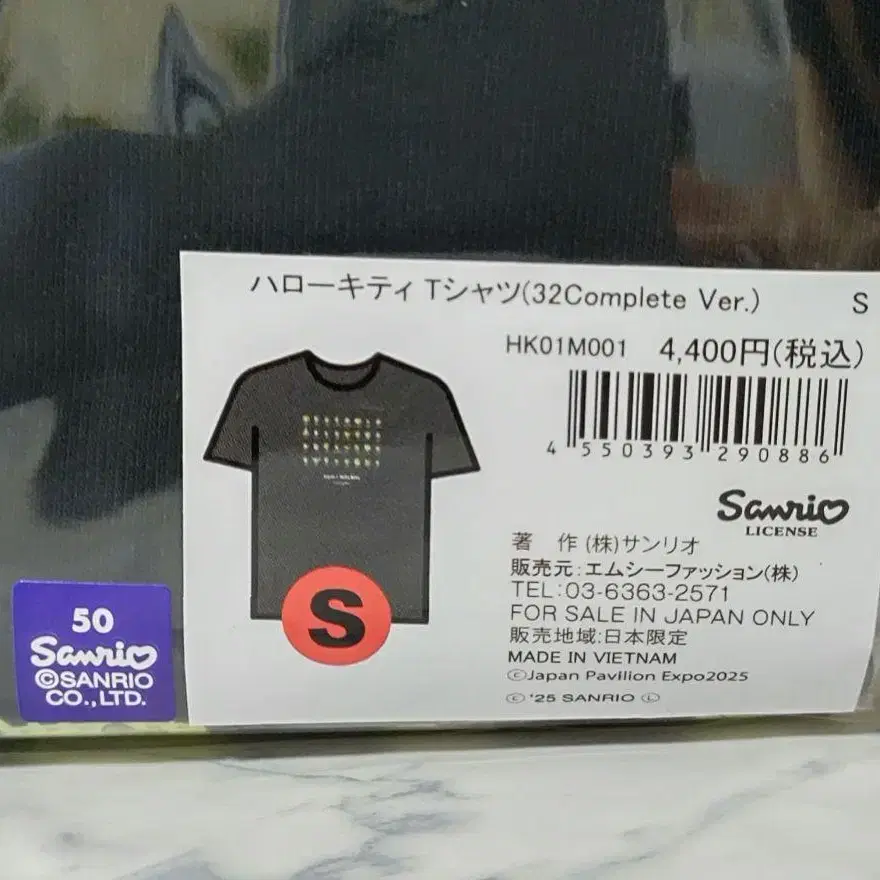 ハローキティ Tシャツ(32Complete Ver.) S
HK01M001 4,400円(税込)
4 550393 290886
Sanrio
LICENSE
著 作 (株)サンリオ
販売元:エムシーファッション(株)
TEL:03-6363-2571
FOR SALE IN JAPAN ONLY
販売地域:日本限定
MADE IN VIETNAM
©Japan Pavilion Expo2025
© '25 SANRIO Ⓛ
S
50
Sanrio
©SANRIO
CO.,LTD.